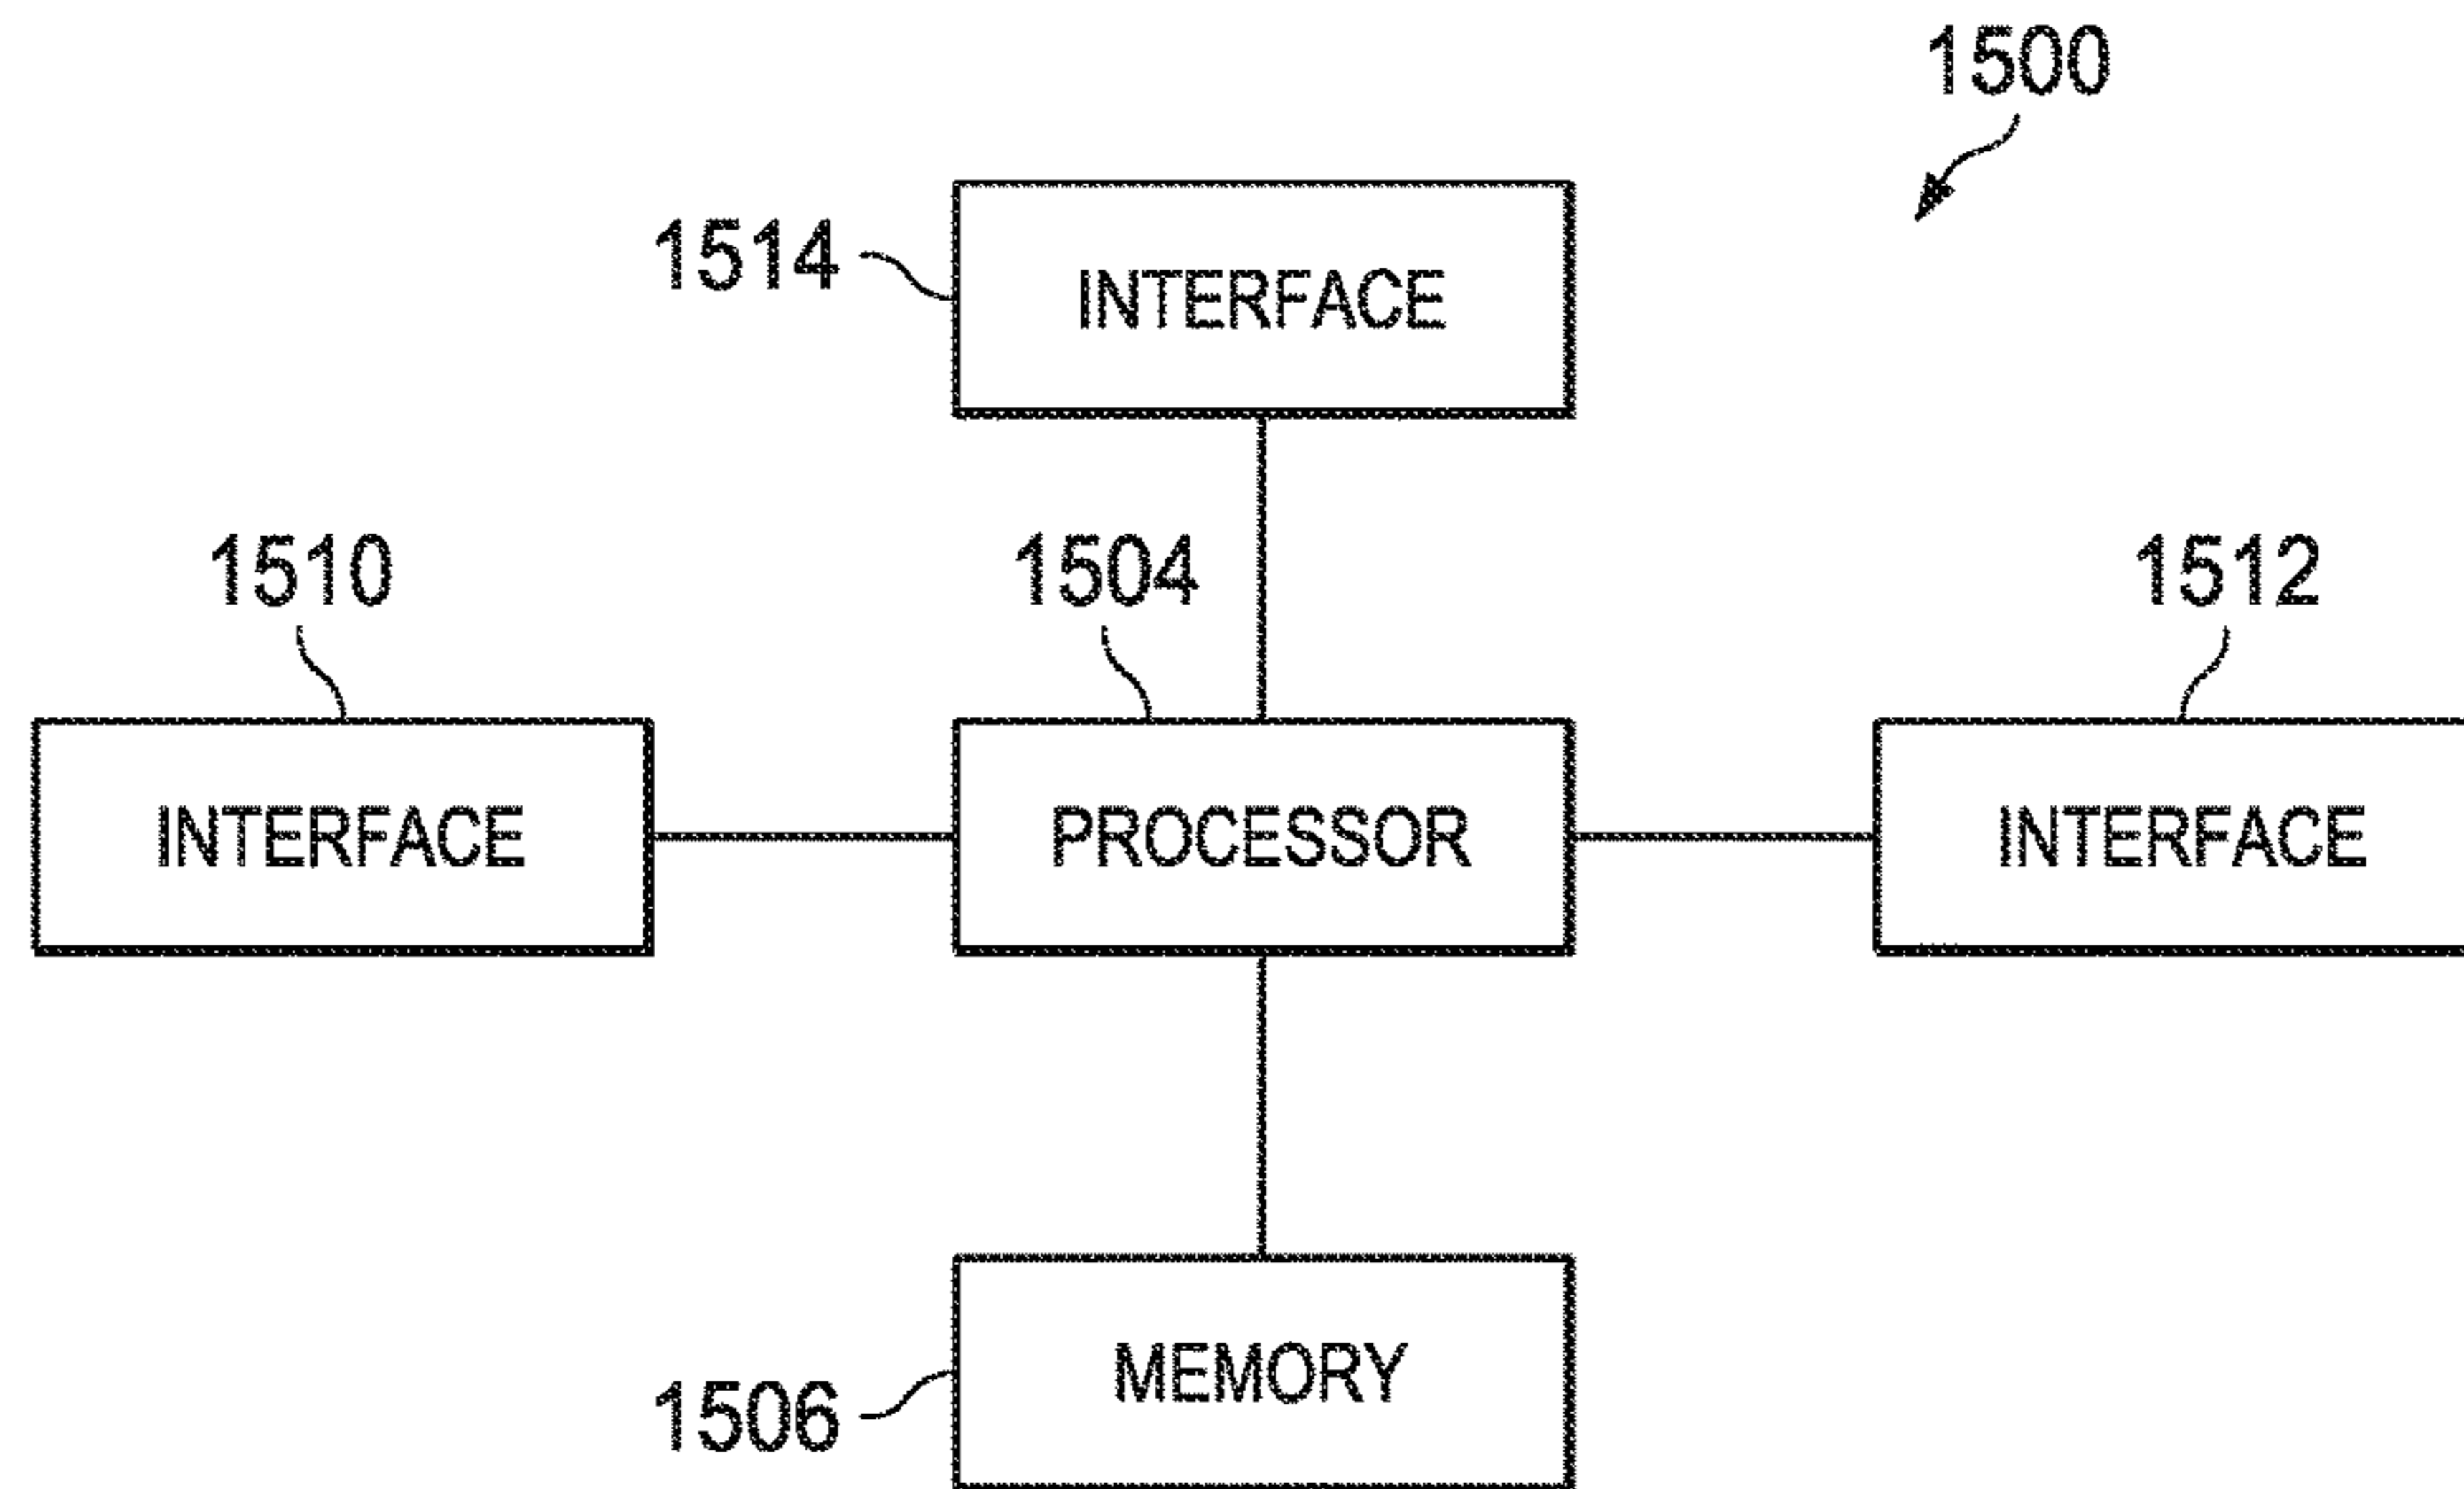 1500
1514
INTERFACE
1510
1504
1512
INTERFACE
PROCESSOR
INTERFACE
MEMORY
1506